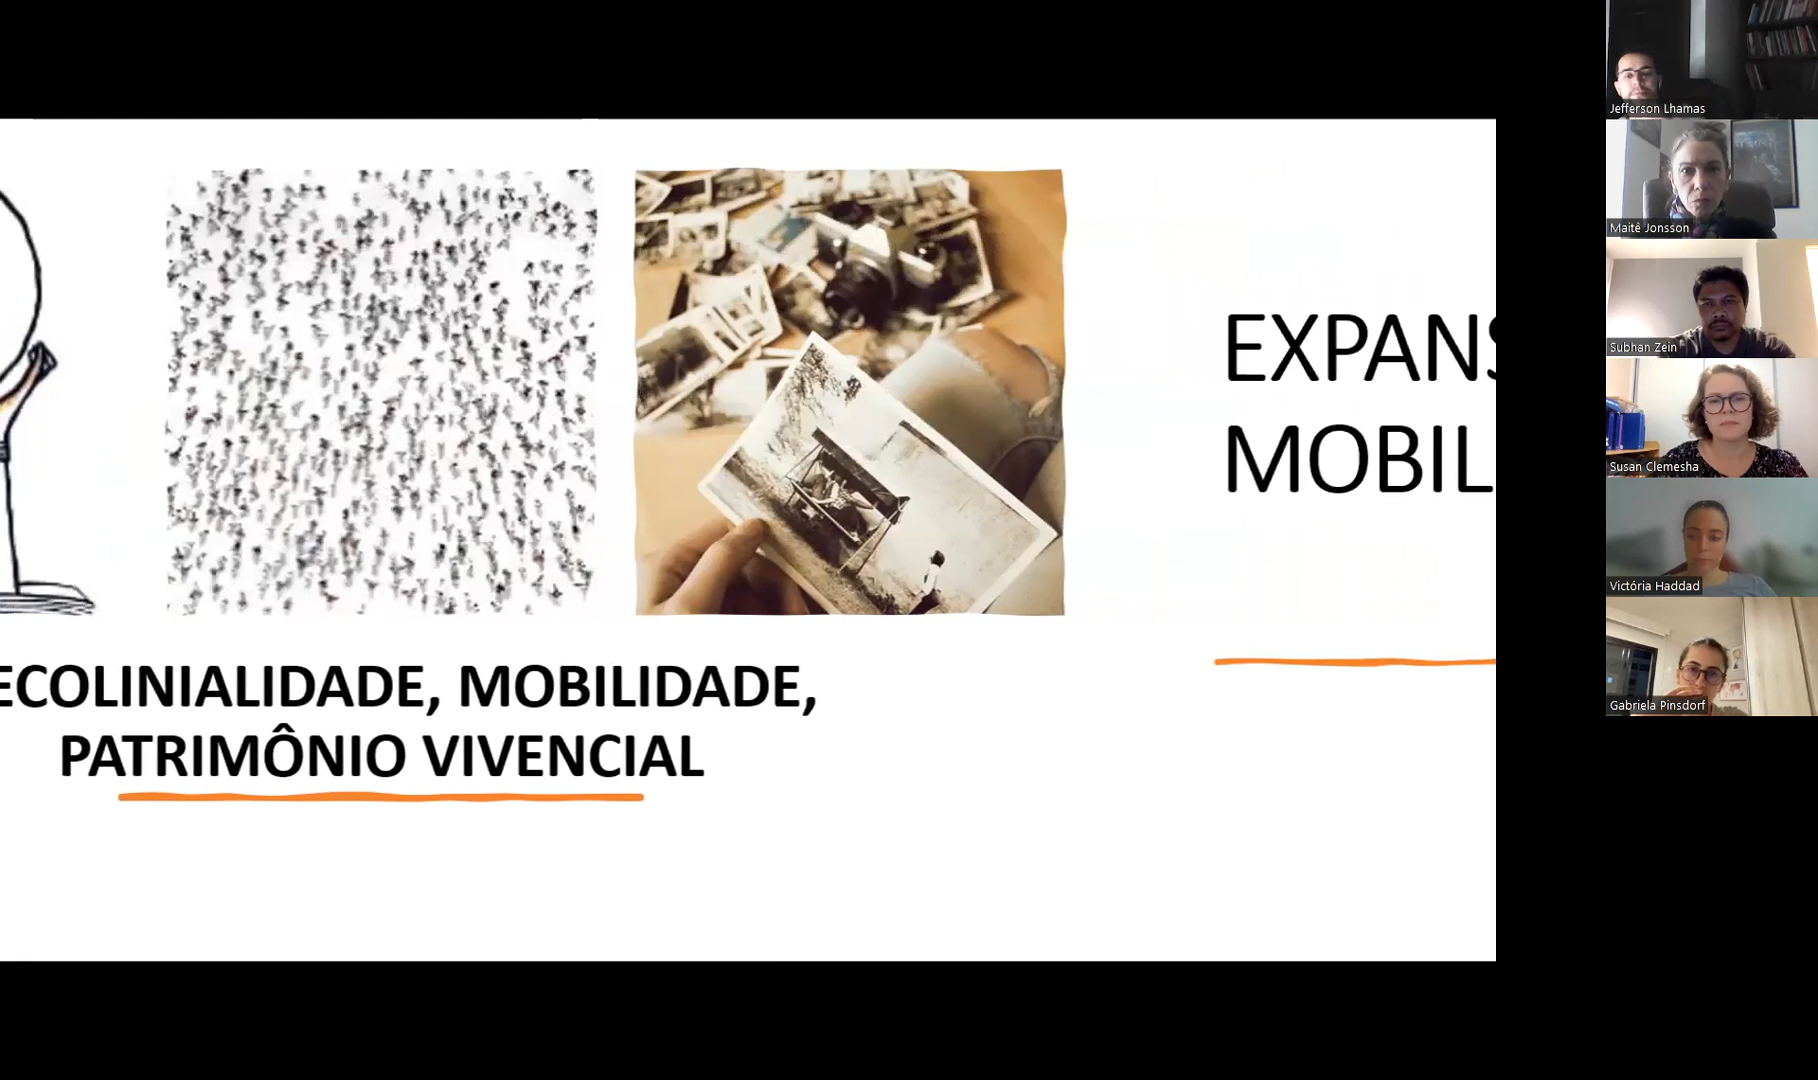 ECOLINIALIDADE, MOBILIDADE,
PATRIMÔNIO VIVENCIAL
EXPANS
MOBIL
Jefferson Lhamas
Maitê Jonsson
Subhan Zein
Susan Clemesha
Victória Haddad
Gabriela Pinsdorf